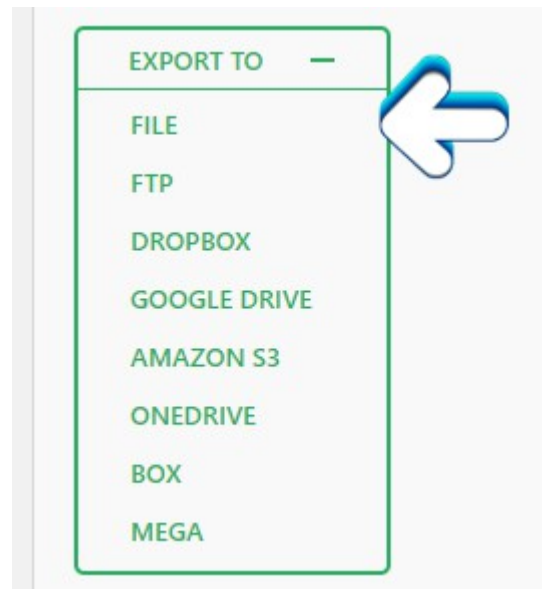 EXPORT TO
FILE
FTP
DROPBOX
GOOGLE DRIVE
AMAZON S3
ONEDRIVE
BOX
MEGA